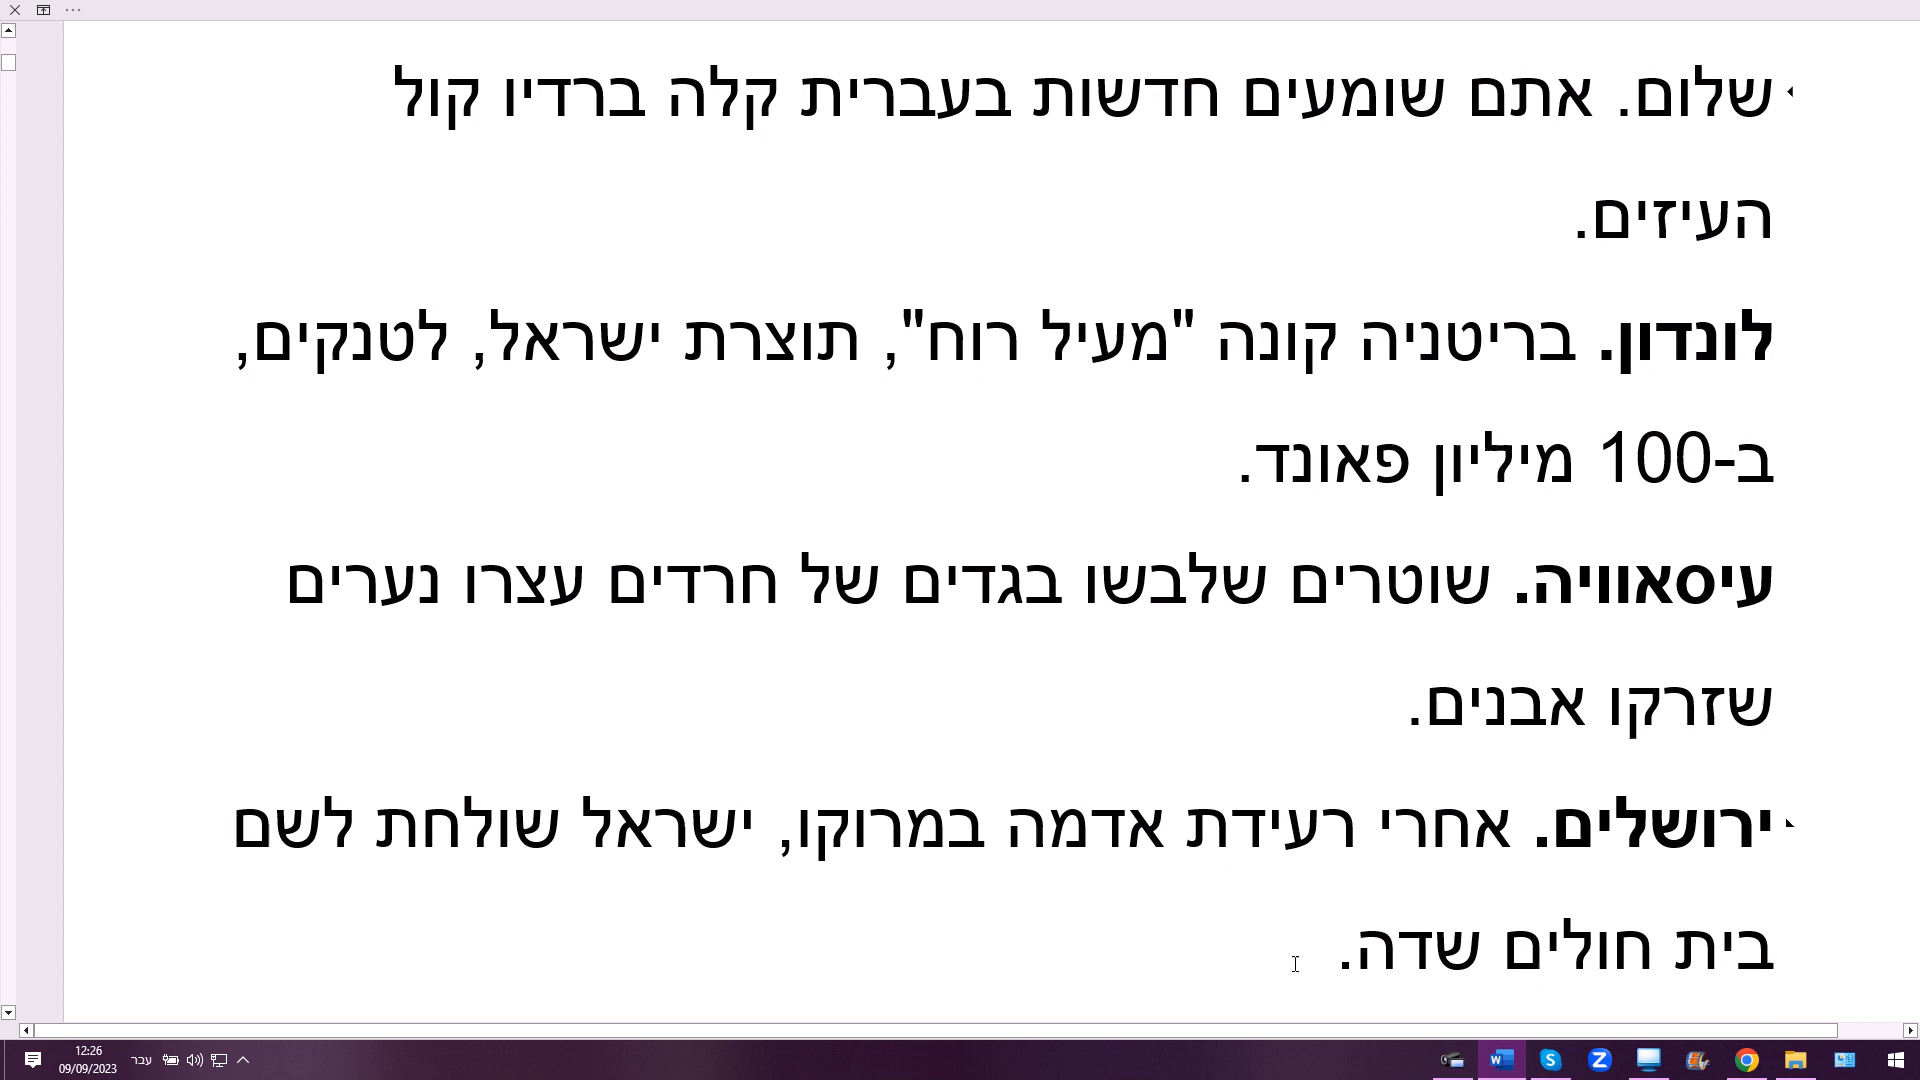 שלום. אתם שומעים חדשות בעברית קלה ברדיו קול
העיזים.
לונדון. בריטניה קונה "מעיל רוח", תוצרת ישראל, לטנקים,
ב-100 מיליון פאונד.
עיסאוויה. שוטרים שלבשו בגדים של חרדים עצרו נערים
שזרקו אבנים.
ירושלים. אחרי רעידת אדמה במרוקו, ישראל שולחת לשם
בית חולים שדה.
12:26
09/09/2023
עבר